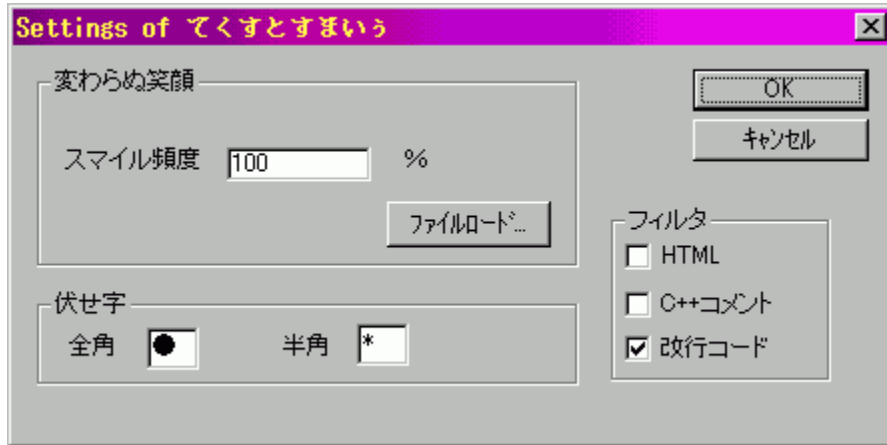 Settings of てくすとすまいぅ
変わらぬ笑顔
スマイル頻度 100 %
ファイルロード...
伏せ字
全角 ● 半角 *
OK
キャンセル
フィルタ
HTML
C++コメント
改行コード